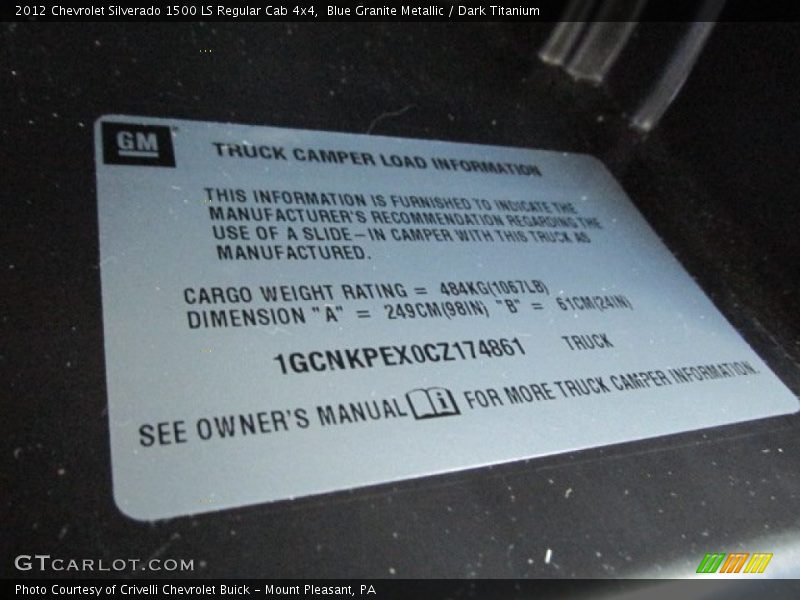 2012 Chevrolet Silverado 1500 LS Regular Cab 4x4,  Blue Granite Metallic / Dark Titanium
GM
TRUCK CAMPER LOAD INFORMATION
THIS INFORMATION IS FURNISHED TO INDICATE THE
MANUFACTURER'S RECOMMENDATION REGARDING THE
USE OF A SLIDE-IN CAMPER WITH THIS TRUCK AS
MANUFACTURED.
CARGO WEIGHT RATING = 484KG(1067LB)
DIMENSION "A" = 249CM(98IN) "B" = 61CM(24IN)
1GCNKPEX0CZ174861 TRUCK
SEE OWNER'S MANUAL i FOR MORE TRUCK CAMPER INFORMATION.
GTCARLOT.COM
Photo Courtesy of Crivelli Chevrolet Buick - Mount Pleasant, PA